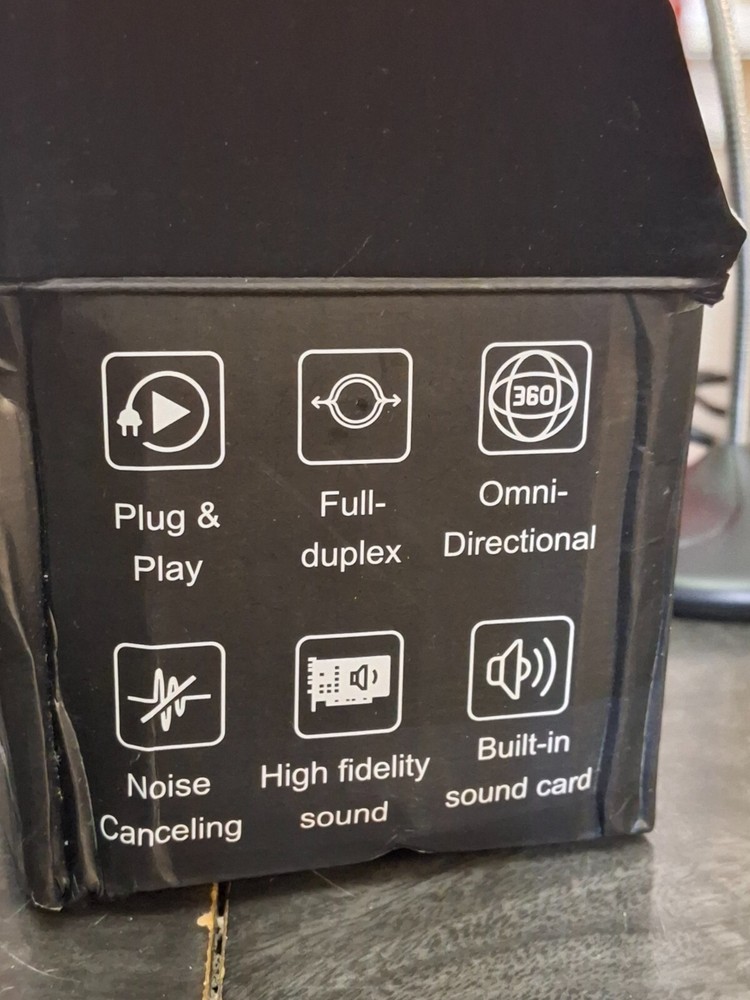 360
Plug &
Play
Full-
duplex
Omni-
Directional
Noise
Canceling
High fidelity
sound
Built-in
sound card